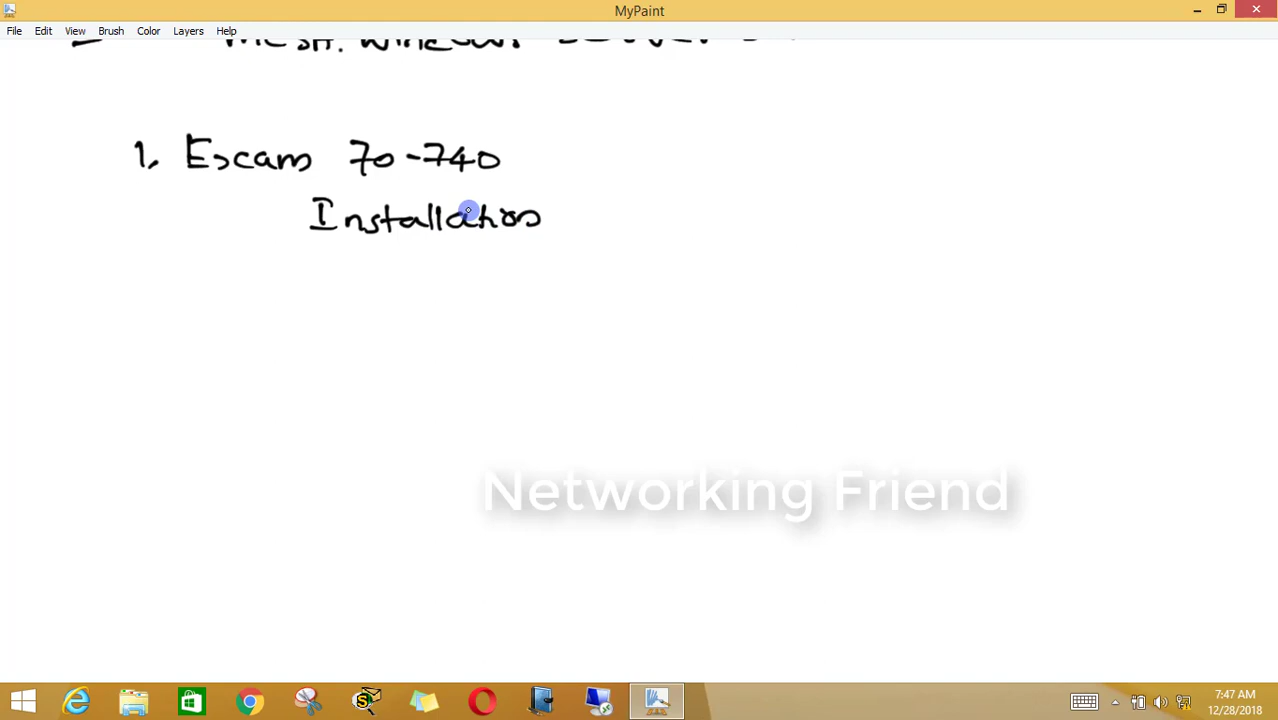 MyPaint
File Edit View Brush Color Layers Help
1. Excam 70-740
Installation
Networking Friend
7:47 AM
12/28/2018